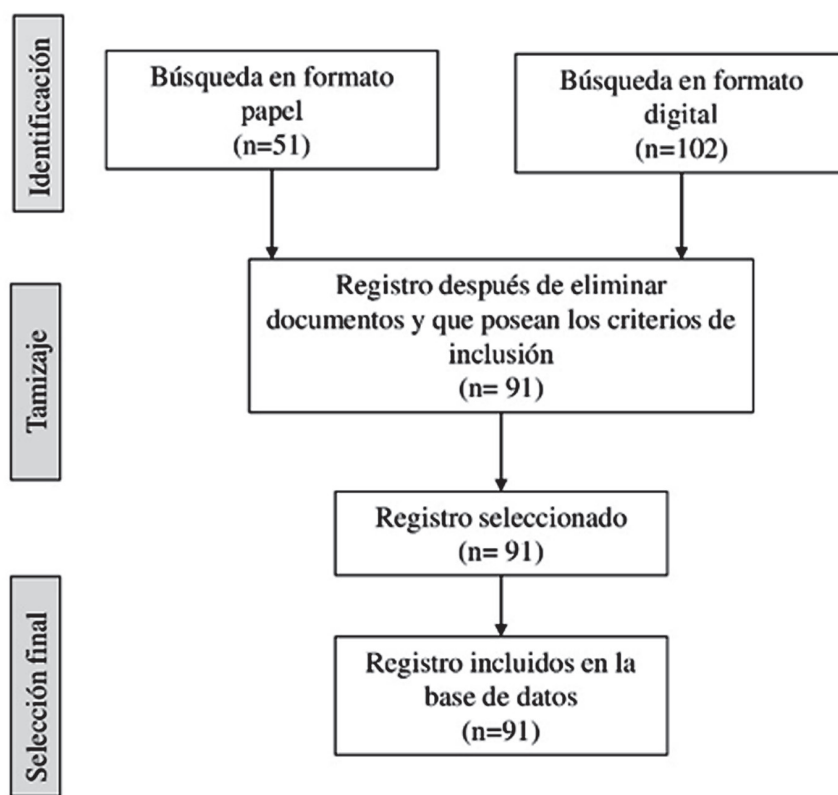 Identificación
Búsqueda en formato
papel
(n=51)
Búsqueda en formato
digital
(n=102)
Tamizaje
Registro después de eliminar
documentos y que posean los criterios de
inclusión
(n= 91)
Registro seleccionado
(n= 91)
Selección final
Registro incluidos en la
base de datos
(n=91)